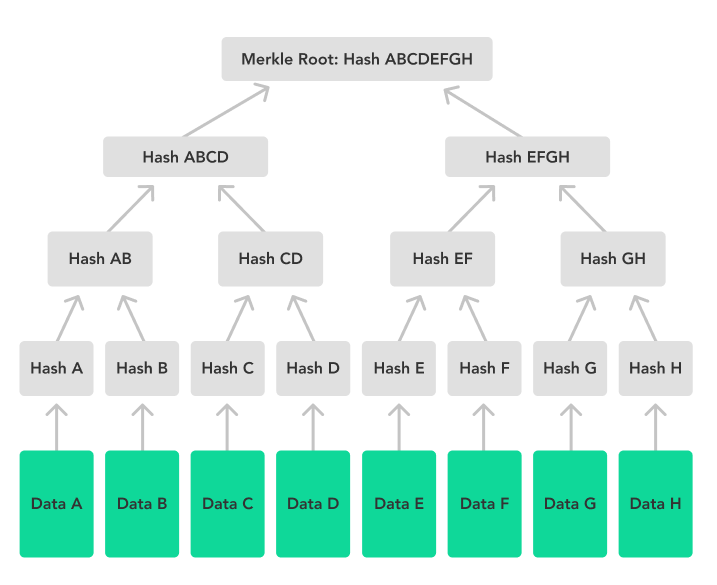 Merkle Root: Hash ABCDEFGH
Hash ABCD
Hash EFGH
Hash AB
Hash CD
Hash EF
Hash GH
Hash A
Hash B
Hash C
Hash D
Hash E
Hash F
Hash G
Hash H
Data A
Data B
Data C
Data D
Data E
Data F
Data G
Data H